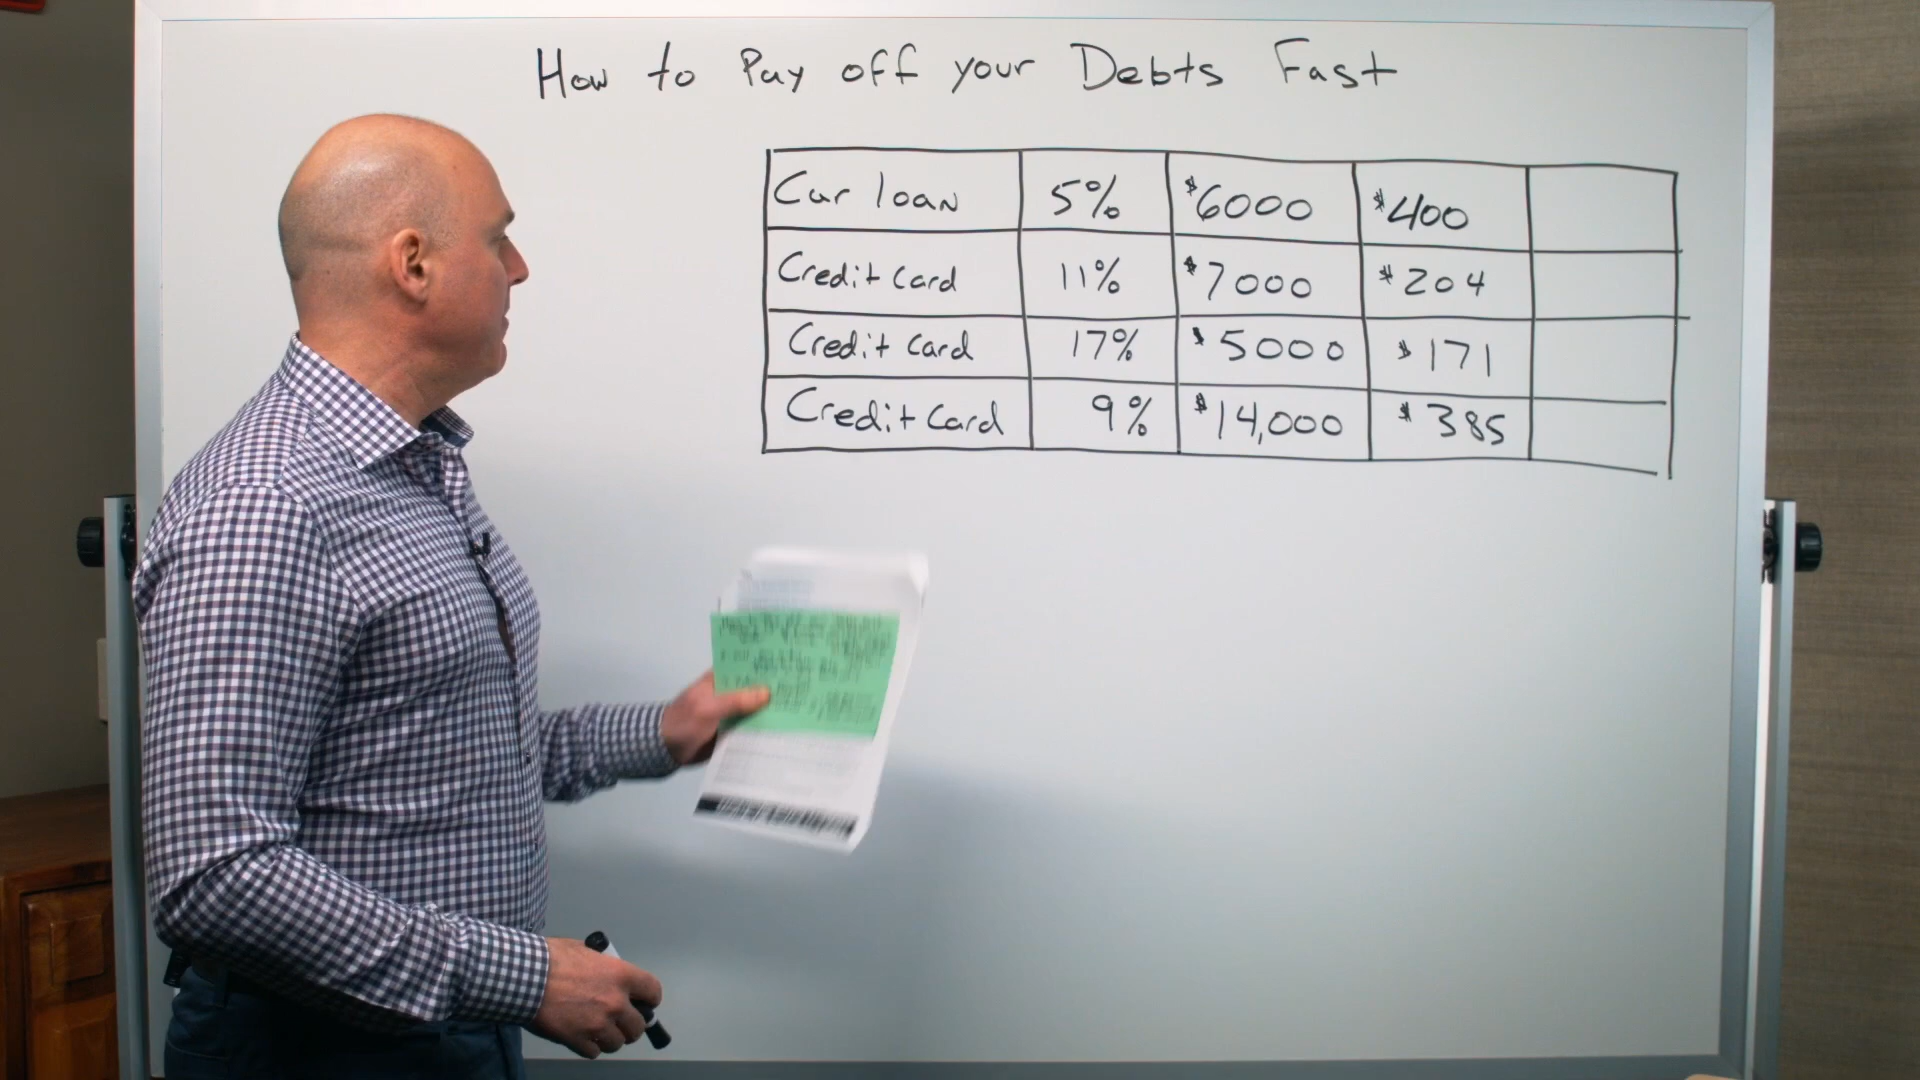 How to Pay off your Debts Fast
Car loan 5% $6000 $400
Credit Card 11% $7000 $204
Credit Card 17% $5000 $171
Credit Card 9% $14,000 $385